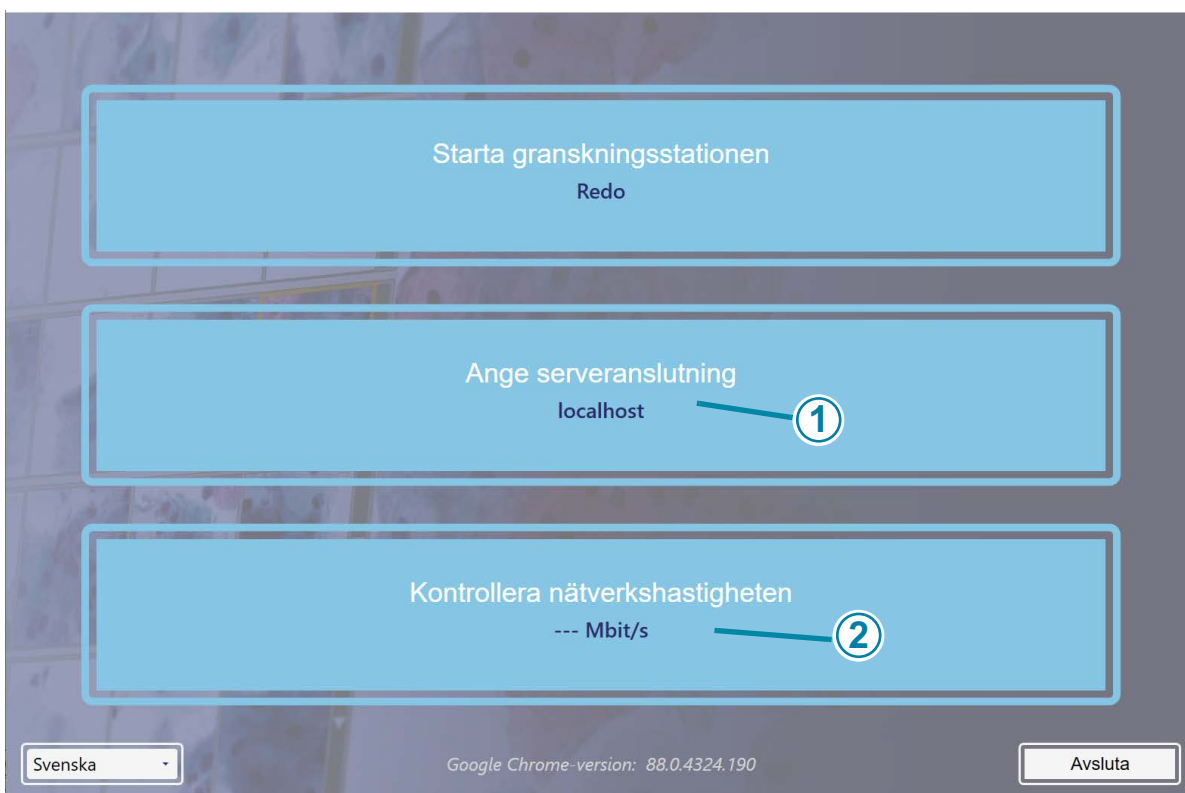 Starta granskningsstationen
Redo
Ange serveranslutning
localhost
1
Kontrollera nätverkshastigheten
--- Mbit/s
2
Svenska
Google Chrome-version: 88.0.4324.190
Avsluta